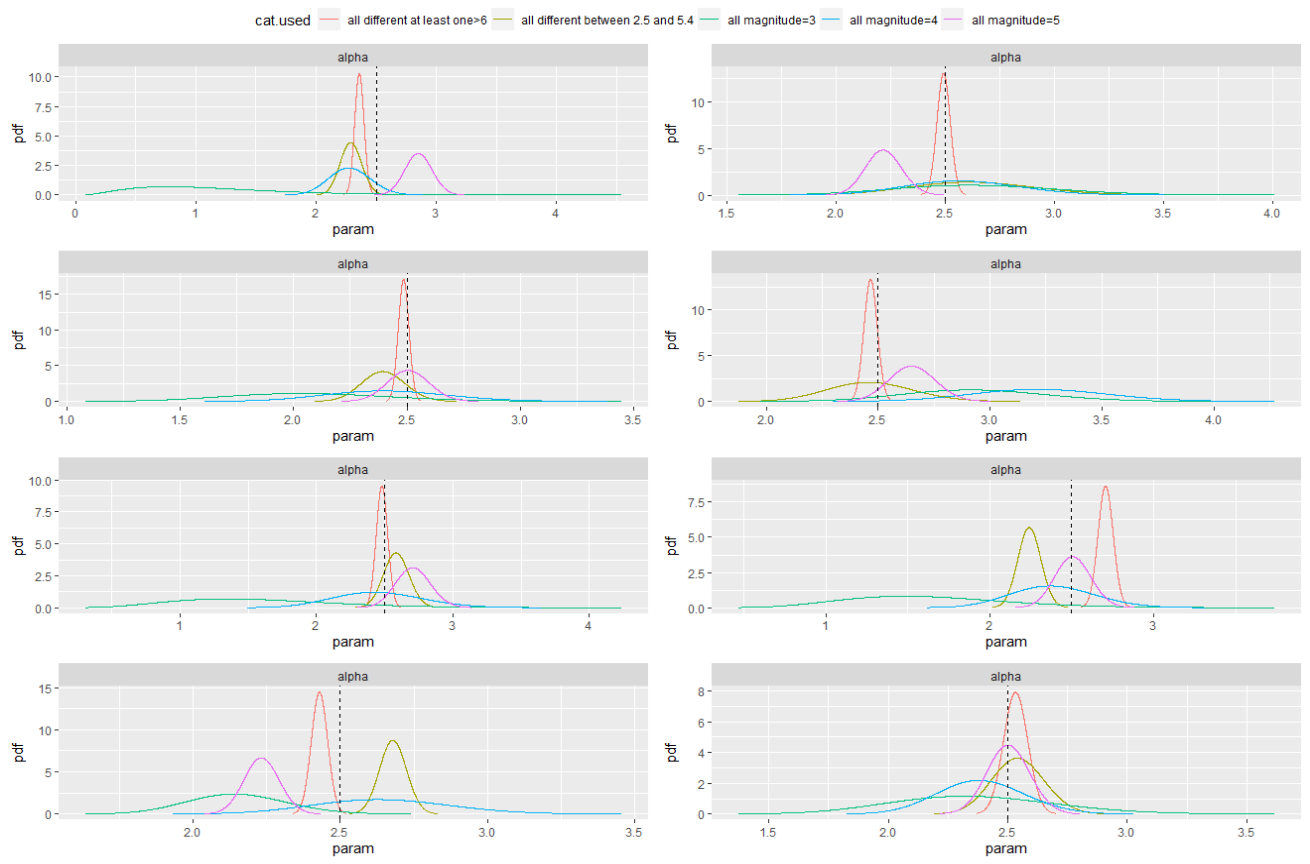 cat.used all different at least one>6 all different between 2.5 and 5.4 all magnitude=3 all magnitude=4 all magnitude=5
alpha alpha
10.0
7.5
5.0
2.5
0.0
pdf
0 1 2 3 4
param
10
5
0
pdf
1.5 2.0 2.5 3.0 3.5 4.0
param
alpha alpha
15
10
5
0
pdf
1.0 1.5 2.0 2.5 3.0 3.5
param
10
5
0
pdf
2.0 2.5 3.0 3.5 4.0
param
alpha alpha
10.0
7.5
5.0
2.5
0.0
pdf
1 2 3 4
param
7.5
5.0
2.5
0.0
pdf
1 2 3
param
alpha alpha
15
10
5
0
pdf
2.0 2.5 3.0 3.5
param
8
6
4
2
0
pdf
1.5 2.0 2.5 3.0 3.5
param